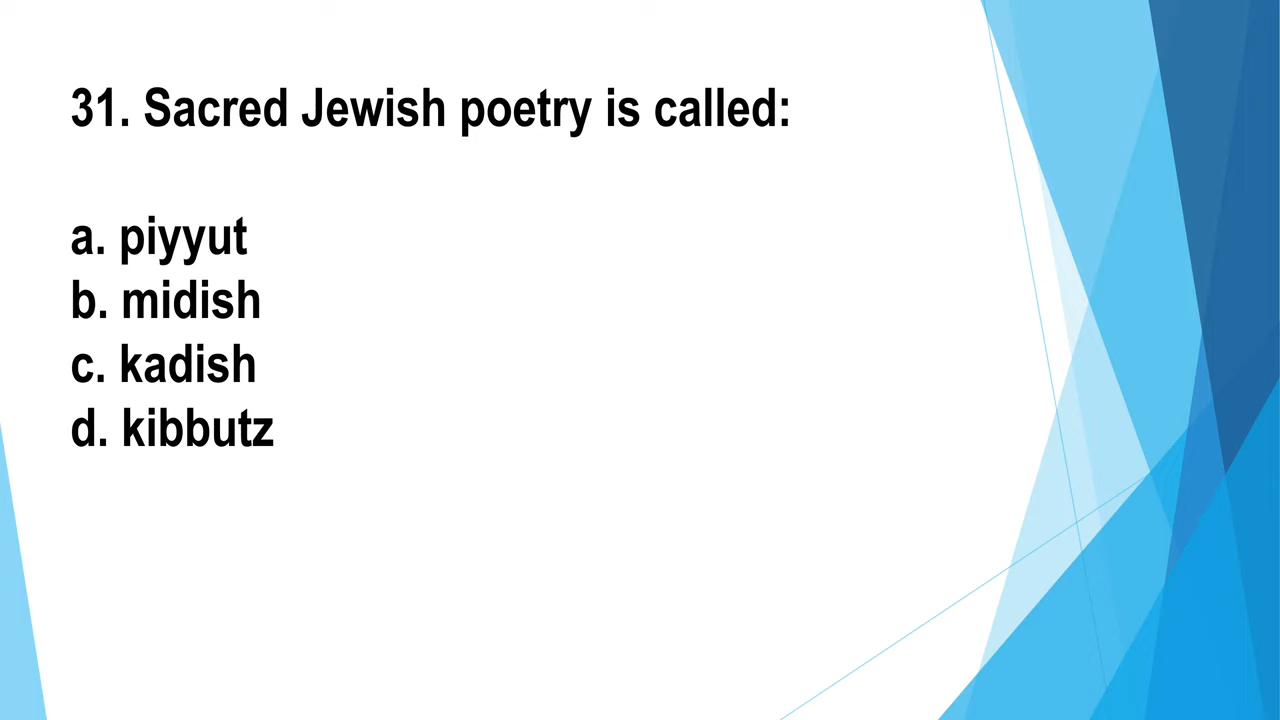 31. Sacred Jewish poetry is called:
a. piyyut
b. midish
c. kadish
d. kibbutz